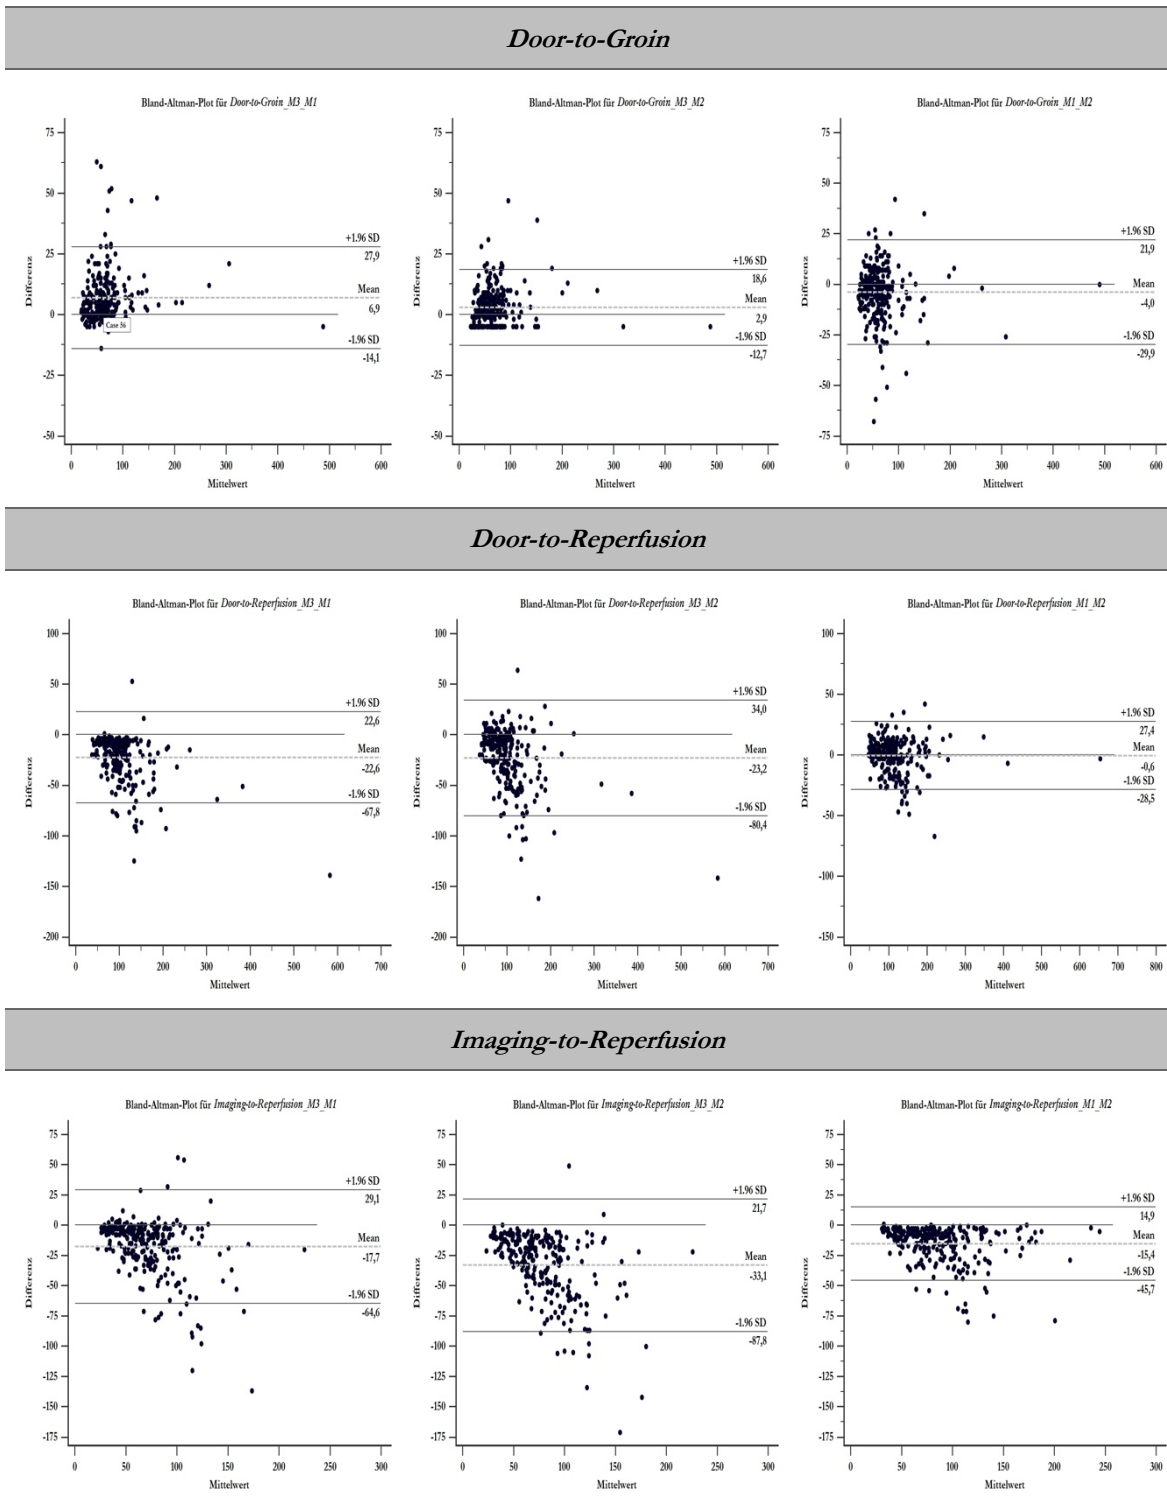 Door-to-Groin
Bland-Altman-Plot für Door-to-Groin_M3_M1
75
50
25
0
-25
-50
Differenz
+1.96 SD
27,9
Mean
6,9
-1.96 SD
-14,1
Case 56
0 100 200 300 400 500 600
Mittelwert
Bland-Altman-Plot für Door-to-Groin_M3_M2
75
50
25
0
-25
-50
Differenz
+1.96 SD
18,6
Mean
2,9
-1.96 SD
-12,7
0 100 200 300 400 500 600
Mittelwert
Bland-Altman-Plot für Door-to-Groin_M1_M2
75
50
25
0
-25
-50
-75
Differenz
+1.96 SD
21,9
Mean
-4,0
-1.96 SD
-29,9
0 100 200 300 400 500 600
Mittelwert
Door-to-Reperfusion
Bland-Altman-Plot für Door-to-Reperfusion_M3_M1
100
50
0
-50
-100
-150
-200
Differenz
+1.96 SD
22,6
Mean
-22,6
-1.96 SD
-67,8
0 100 200 300 400 500 600 700
Mittelwert
Bland-Altman-Plot für Door-to-Reperfusion_M3_M2
100
50
0
-50
-100
-150
-200
Differenz
+1.96 SD
34,0
Mean
-23,2
-1.96 SD
-80,4
0 100 200 300 400 500 600 700
Mittelwert
Bland-Altman-Plot für Door-to-Reperfusion_M1_M2
100
50
0
-50
-100
-150
Differenz
+1.96 SD
27,4
Mean
-0,6
-1.96 SD
-28,5
0 100 200 300 400 500 600 700 800
Mittelwert
Imaging-to-Reperfusion
Bland-Altman-Plot für Imaging-to-Reperfusion_M3_M1
75
50
25
0
-25
-50
-75
-100
-125
-150
-175
Differenz
+1.96 SD
29,1
Mean
-17,7
-1.96 SD
-64,6
0 50 100 150 200 250 300
Mittelwert
Bland-Altman-Plot für Imaging-to-Reperfusion_M3_M2
75
50
25
0
-25
-50
-75
-100
-125
-150
-175
Differenz
+1.96 SD
21,7
Mean
-33,1
-1.96 SD
-87,8
0 50 100 150 200 250 300
Mittelwert
Bland-Altman-Plot für Imaging-to-Reperfusion_M1_M2
75
50
25
0
-25
-50
-75
-100
-125
-150
-175
Differenz
+1.96 SD
14,9
Mean
-15,4
-1.96 SD
-45,7
0 50 100 150 200 250 300
Mittelwert